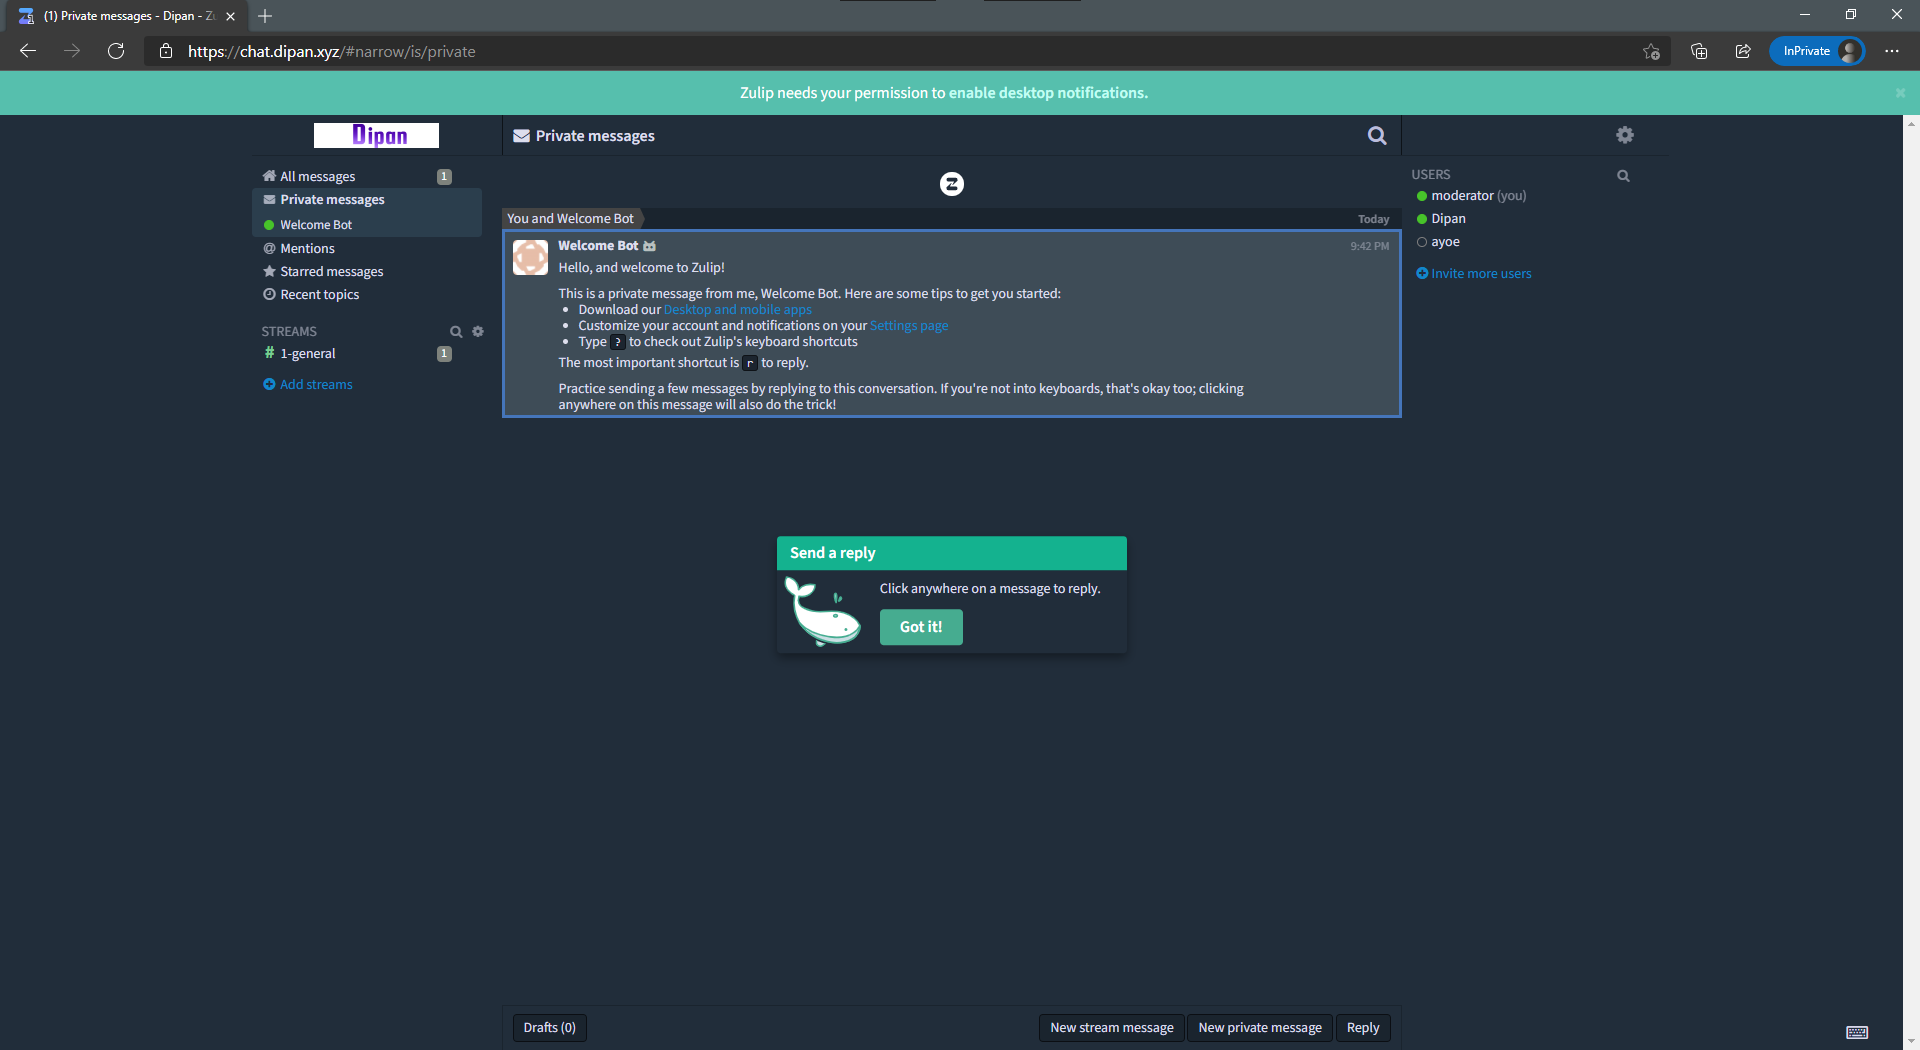 (1) Private messages - Dipan - Zu
https://chat.dipan.xyz/#narrow/is/private
InPrivate
Zulip needs your permission to enable desktop notifications.
Dipan
Private messages
All messages 1
Private messages
Welcome Bot
Mentions
Starred messages
Recent topics
STREAMS
# 1-general 1
Add streams
You and Welcome Bot Today
Welcome Bot 9:42 PM
Hello, and welcome to Zulip!
This is a private message from me, Welcome Bot. Here are some tips to get you started:
• Download our Desktop and mobile apps
• Customize your account and notifications on your Settings page
• Type ? to check out Zulip's keyboard shortcuts
The most important shortcut is r to reply.
Practice sending a few messages by replying to this conversation. If you're not into keyboards, that's okay too; clicking
anywhere on this message will also do the trick!
Send a reply
Click anywhere on a message to reply.
Got it!
USERS
moderator (you)
Dipan
ayoe
Invite more users
Drafts (0)
New stream message
New private message
Reply